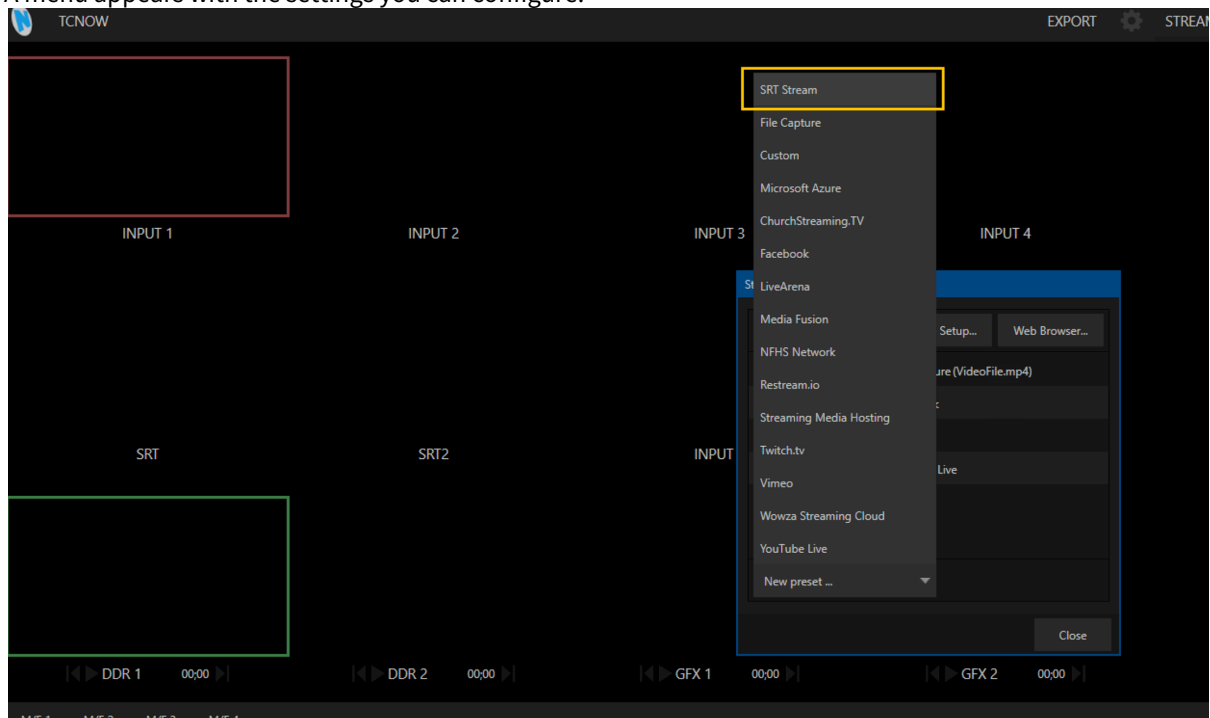 A menu appears with the settings you can configure.
TCNOW EXPORT STREAM
SRT Stream
File Capture
Custom
Microsoft Azure
ChurchStreaming.TV
INPUT 1 INPUT 2 INPUT 3 INPUT 4
Facebook
LiveArena
Media Fusion
Setup... Web Browser...
NFHS Network
ure (VideoFile.mp4)
Restream.io
Streaming Media Hosting
SRT SRT2 INPUT
Twitch.tv
Live
Vimeo
Wowza Streaming Cloud
YouTube Live
New preset ...
Close
DDR 1 00;00 DDR 2 00;00 GFX 1 00;00 GFX 2 00;00